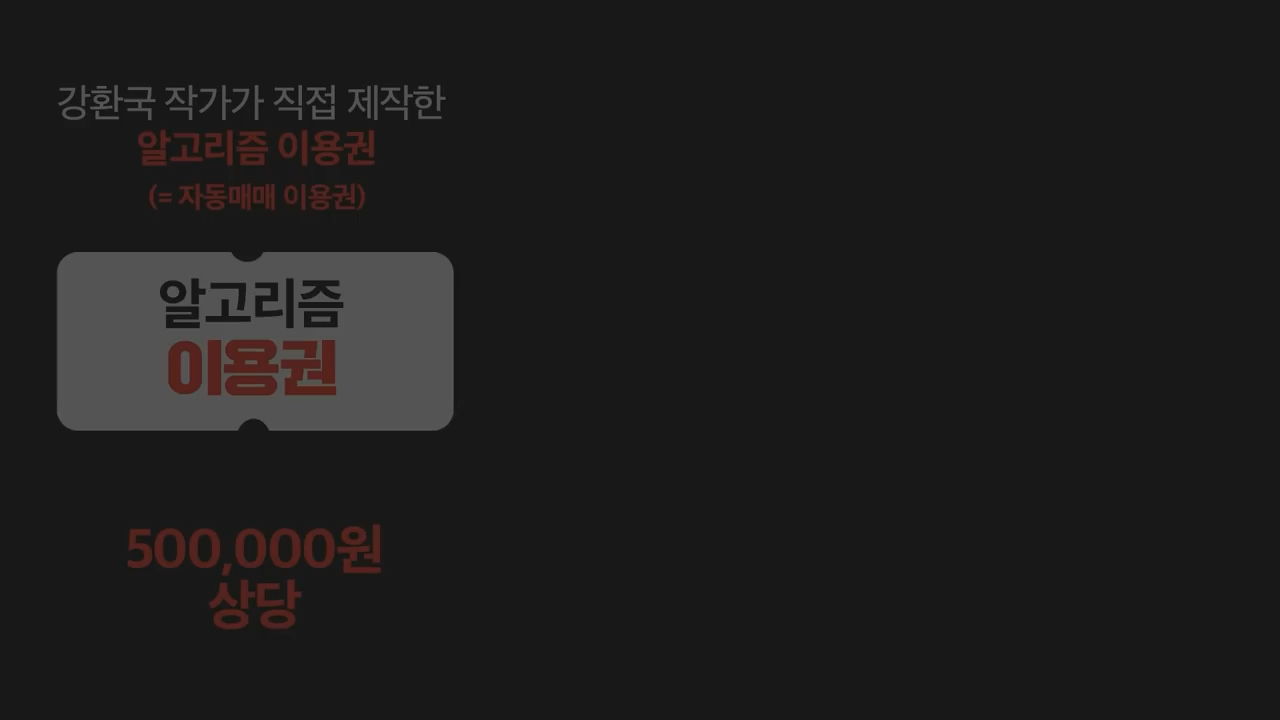 강환국 작가가 직접 제작한
알고리즘 이용권
(= 자동매매 이용권)
알고리즘
이용권
500,000원
상당